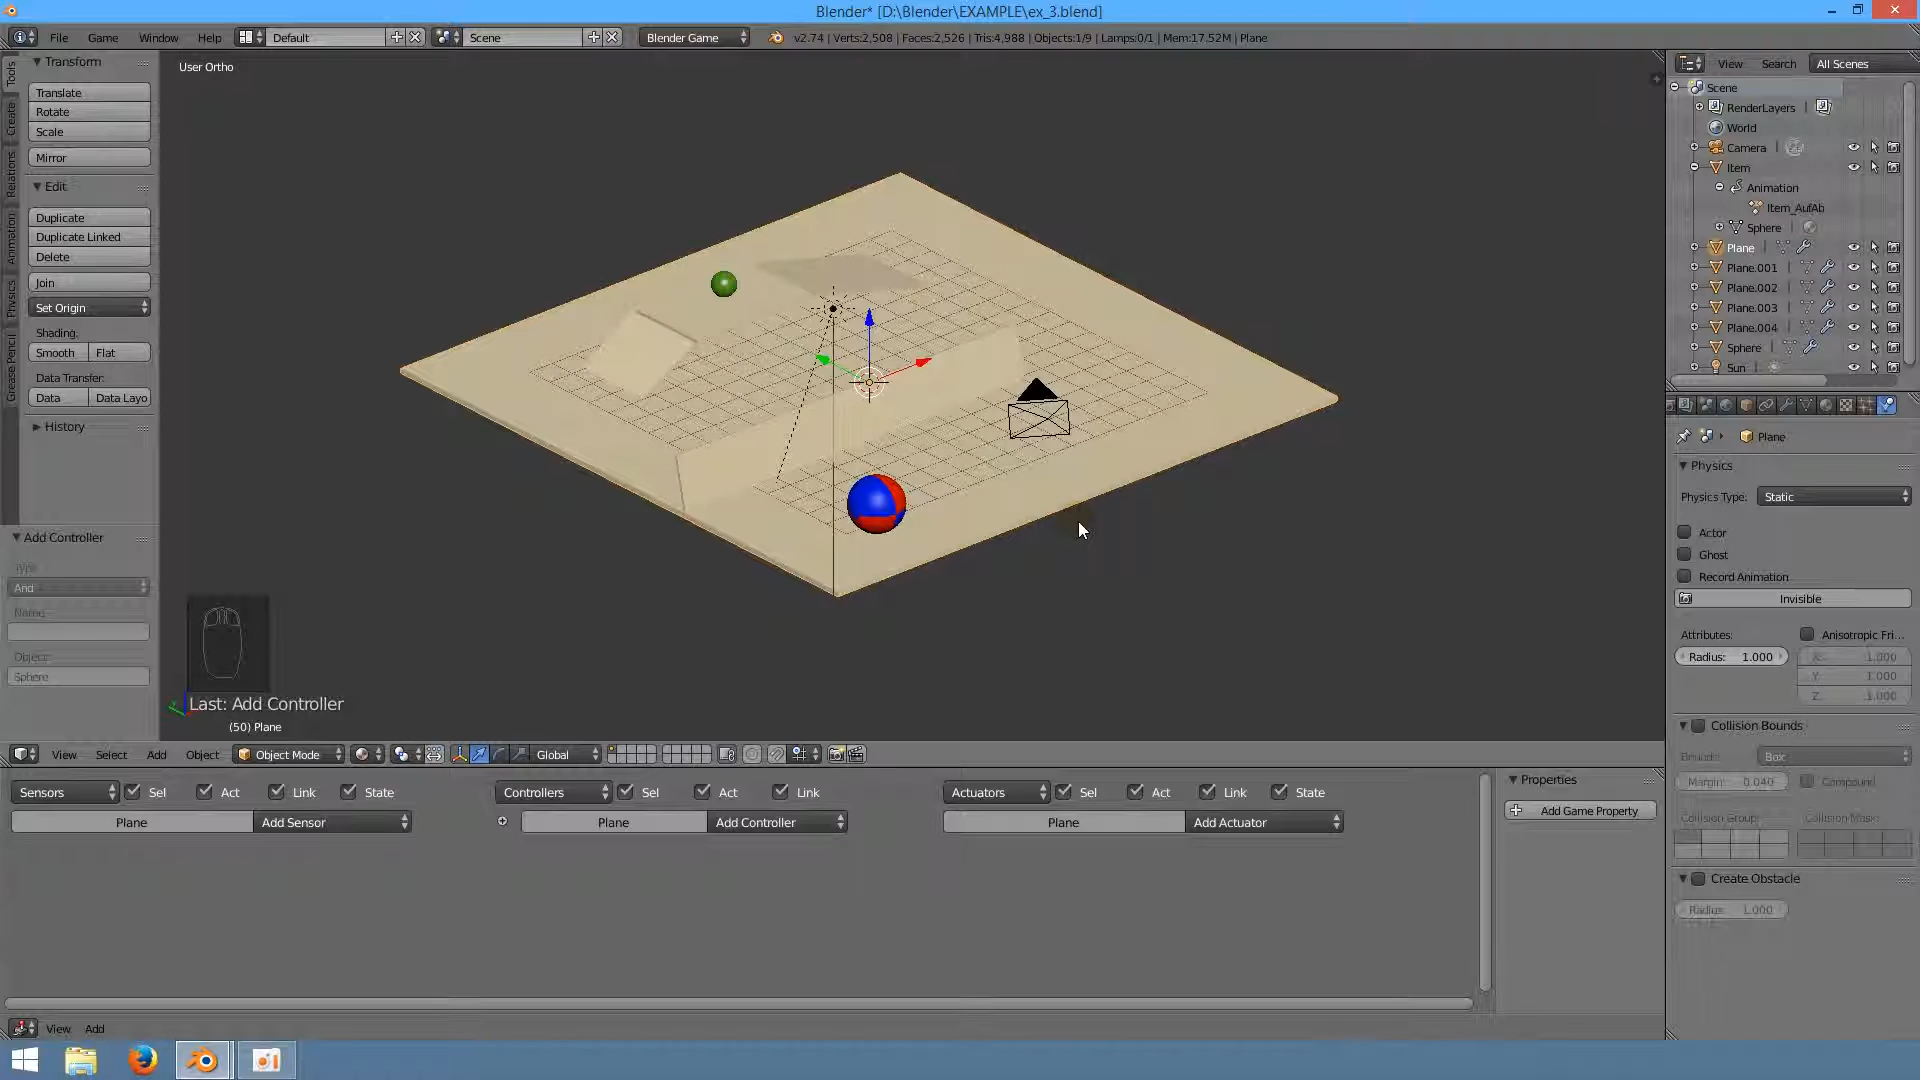 Blender* [D:\Blender\EXAMPLE\ex_3.blend]
File Game Window Help Default Scene Blender Game v2.74 | Verts:2,508 | Faces:2,526 | Tris:4,988 | Objects:1/9 | Lamps:0/1 | Mem:17.52M | Plane
Tools
Create
Relations
Animation
Physics
Grease Pencil
Transform
Translate
Rotate
Scale
Mirror
Edit
Duplicate
Duplicate Linked
Delete
Join
Set Origin
Shading:
Smooth Flat
Data Transfer:
Data Data Layo
History
Add Controller
Type
And
Name
Object
Sphere
User Ortho
Last: Add Controller
(50) Plane
View Select Add Object Object Mode Global
Sensors Sel Act Link State Controllers Sel Act Link Actuators Sel Act Link State
Plane Add Sensor Plane Add Controller Plane Add Actuator
Properties
Add Game Property
View Add
View Search All Scenes
Scene
RenderLayers
World
Camera
Item
Animation
Item_AufAb
Sphere
Plane
Plane.001
Plane.002
Plane.003
Plane.004
Sphere
Sun
Plane
Physics
Physics Type: Static
Actor
Ghost
Record Animation
Invisible
Attributes: Anisotropic Fri...
Radius: 1.000 X: 1.000
Y: 1.000
Z: 1.000
Collision Bounds
Bounds: Box
Margin: 0.040 Compound
Collision Group: Collision Mask:
Create Obstacle
Radius: 1.000